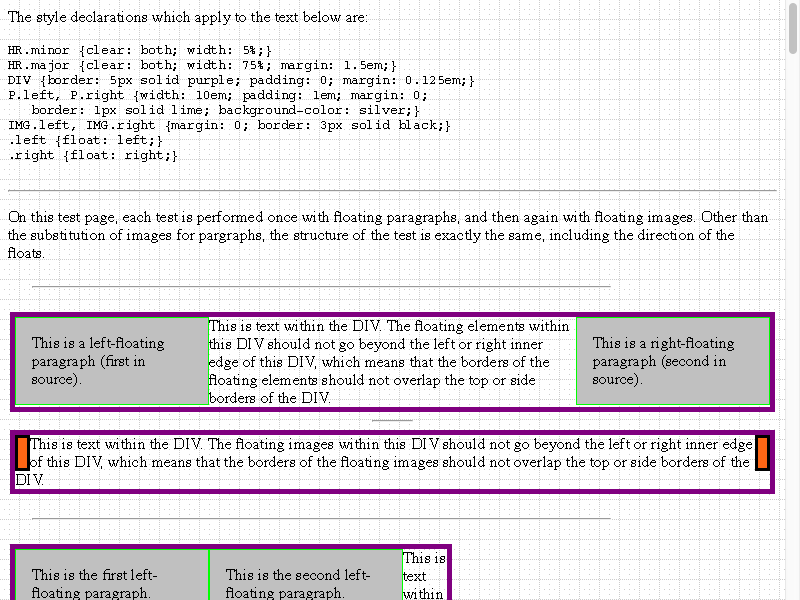 The style declarations which apply to the text below are:
HR.minor {clear: both; width: 5%;}
HR.major {clear: both; width: 75%; margin: 1.5em;}
DIV {border: 5px solid purple; padding: 0; margin: 0.125em;}
P.left, P.right {width: 10em; padding: 1em; margin: 0;
border: 1px solid lime; background-color: silver;}
IMG.left, IMG.right {margin: 0; border: 3px solid black;}
.left {float: left;}
.right {float: right;}
On this test page, each test is performed once with floating paragraphs, and then again with floating images. Other than
the substitution of images for pargraphs, the structure of the test is exactly the same, including the direction of the
floats.
This is a left-floating
paragraph (first in
source).
This is text within the DIV. The floating elements within
this DIV should not go beyond the left or right inner
edge of this DIV, which means that the borders of the
floating elements should not overlap the top or side
borders of the DIV.
This is a right-floating
paragraph (second in
source).
This is text within the DIV. The floating images within this DIV should not go beyond the left or right inner edge
of this DIV, which means that the borders of the floating images should not overlap the top or side borders of the
DIV.
This is the first left-
floating paragraph.
This is the second left-
floating paragraph.
This is
text
within